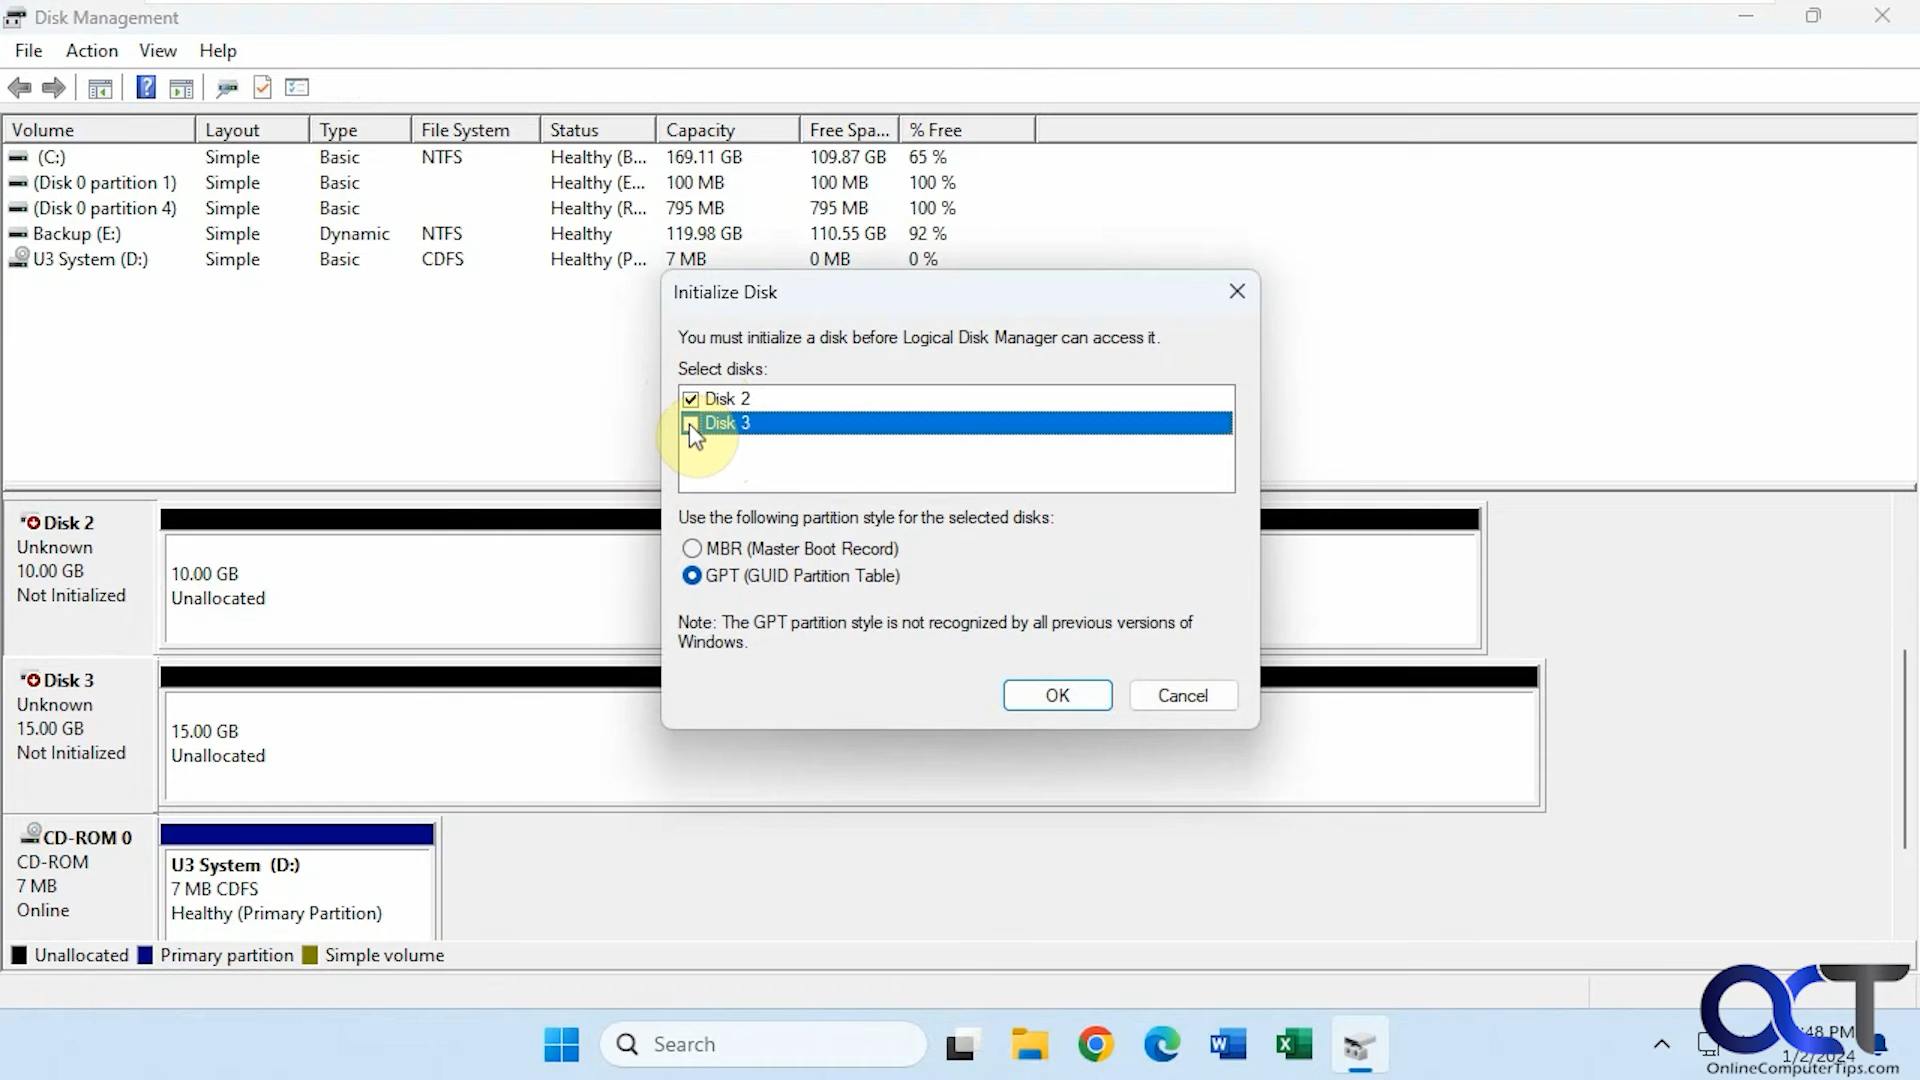 Disk Management
File Action View Help
Volume Layout Type File System Status Capacity Free Spa... % Free
(C:) Simple Basic NTFS Healthy (B... 169.11 GB 109.87 GB 65 %
(Disk 0 partition 1) Simple Basic Healthy (E... 100 MB 100 MB 100 %
(Disk 0 partition 4) Simple Basic Healthy (R... 795 MB 795 MB 100 %
Backup (E:) Simple Dynamic NTFS Healthy 119.98 GB 110.55 GB 92 %
U3 System (D:) Simple Basic CDFS Healthy (P... 7 MB 0 MB 0 %
Initialize Disk
You must initialize a disk before Logical Disk Manager can access it.
Select disks:
Disk 2
Disk 3
Use the following partition style for the selected disks:
MBR (Master Boot Record)
GPT (GUID Partition Table)
Note: The GPT partition style is not recognized by all previous versions of
Windows.
OK Cancel
Disk 2
Unknown
10.00 GB
Not Initialized
10.00 GB
Unallocated
Disk 3
Unknown
15.00 GB
Not Initialized
15.00 GB
Unallocated
CD-ROM 0
CD-ROM
7 MB
Online
U3 System (D:)
7 MB CDFS
Healthy (Primary Partition)
Unallocated Primary partition Simple volume
Search
:48 PM
1/2/2024
OCT
OnlineComputerTips.com